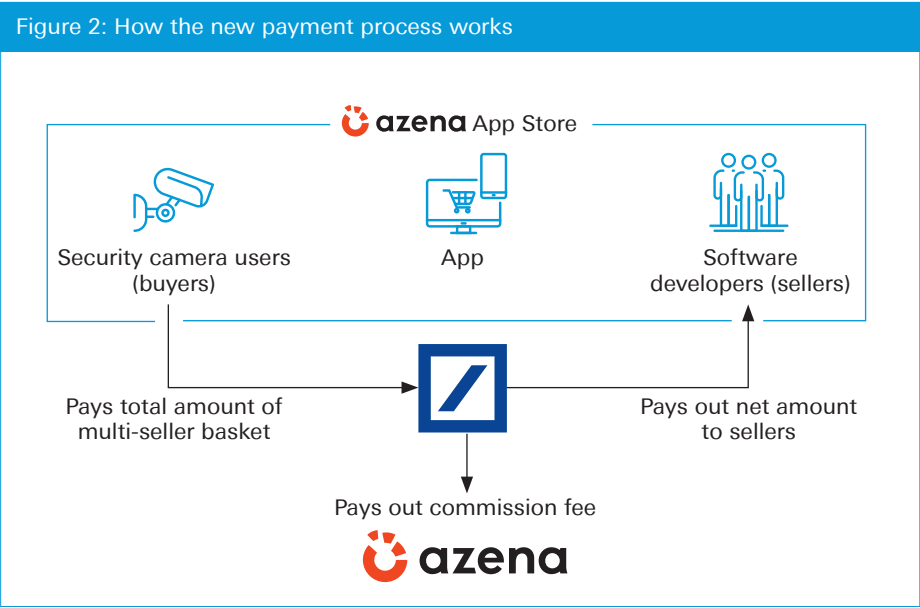 Figure 2: How the new payment process works
azena App Store
Security camera users
(buyers)
App
Software
developers (sellers)
Pays total amount of
multi-seller basket
Pays out net amount
to sellers
Pays out commission fee
azena